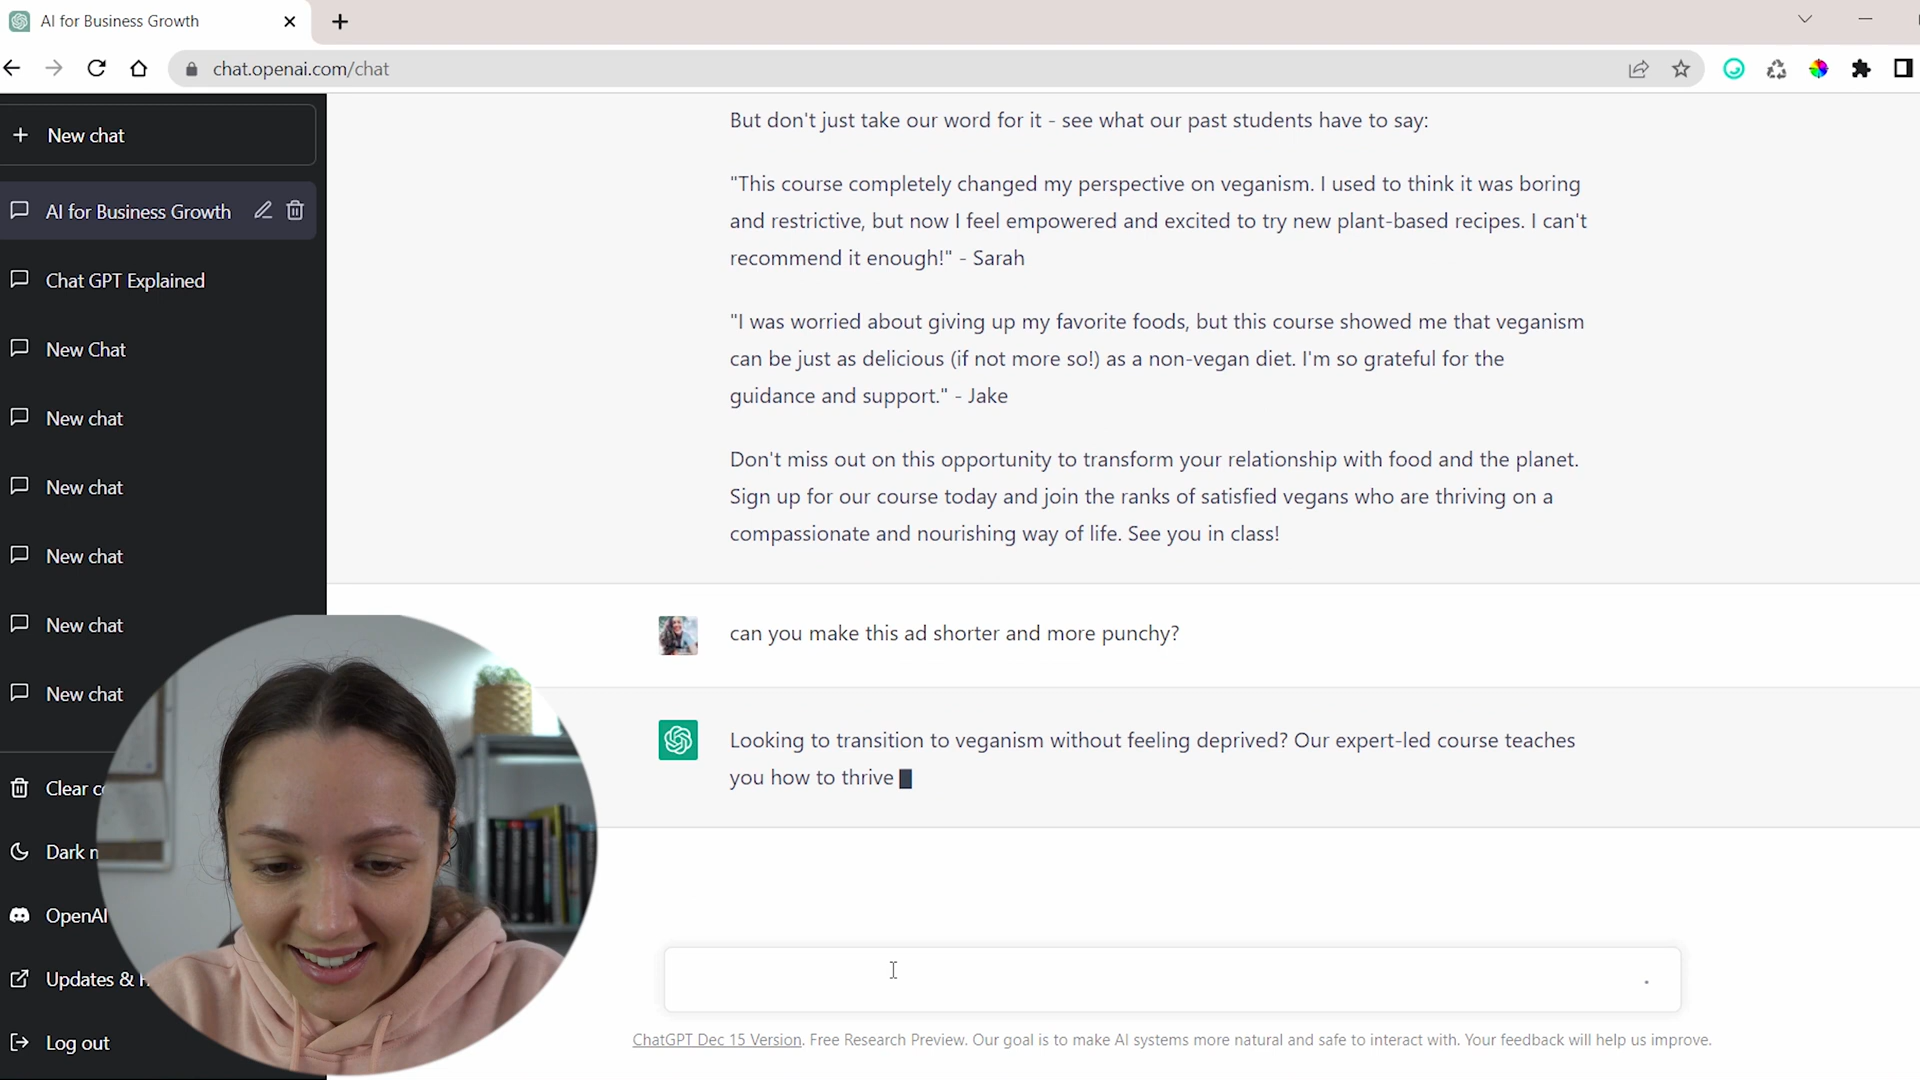 AI for Business Growth
chat.openai.com/chat
New chat
AI for Business Growth
Chat GPT Explained
New Chat
New chat
New chat
New chat
New chat
New chat
Clear
Dark
OpenAI
Updates &
Log out
But don't just take our word for it - see what our past students have to say:
"This course completely changed my perspective on veganism. I used to think it was boring
and restrictive, but now I feel empowered and excited to try new plant-based recipes. I can't
recommend it enough!" - Sarah
"I was worried about giving up my favorite foods, but this course showed me that veganism
can be just as delicious (if not more so!) as a non-vegan diet. I'm so grateful for the
guidance and support." - Jake
Don't miss out on this opportunity to transform your relationship with food and the planet.
Sign up for our course today and join the ranks of satisfied vegans who are thriving on a
compassionate and nourishing way of life. See you in class!
can you make this ad shorter and more punchy?
Looking to transition to veganism without feeling deprived? Our expert-led course teaches
you how to thrive
ChatGPT Dec 15 Version. Free Research Preview. Our goal is to make AI systems more natural and safe to interact with. Your feedback will help us improve.